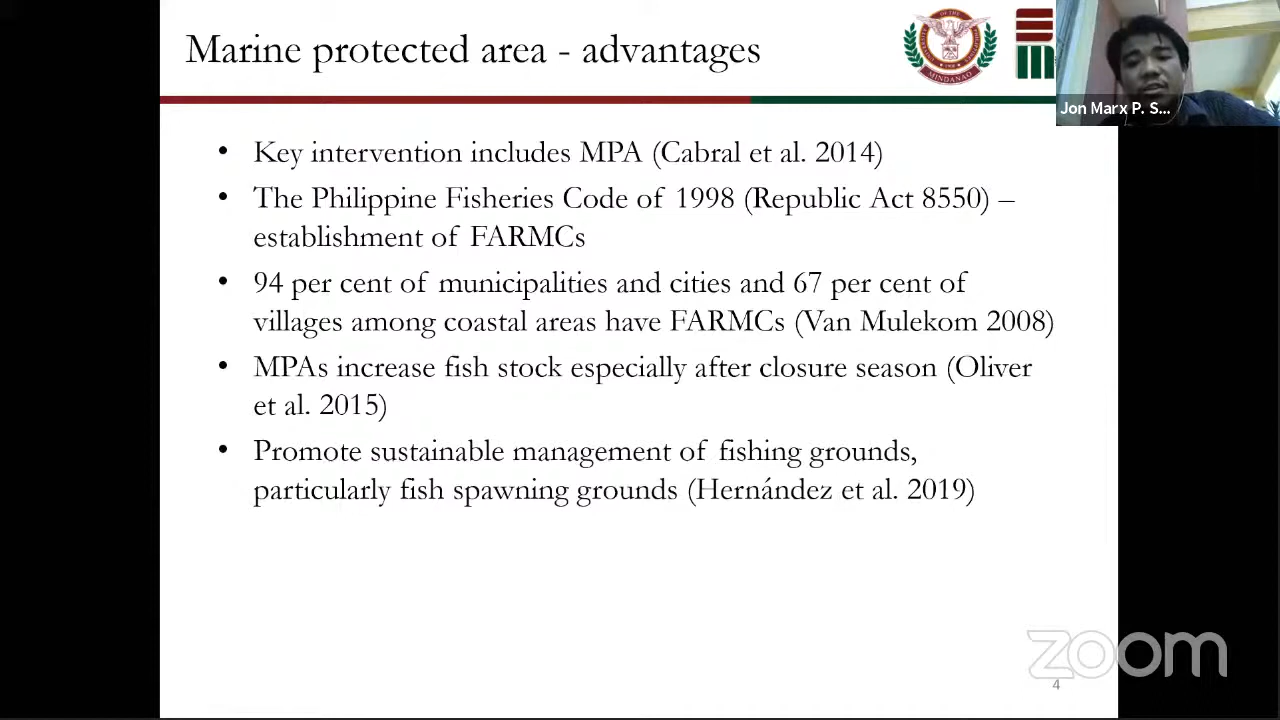 Marine protected area - advantages
MINDANAO
Jon Marx P. S...
• Key intervention includes MPA (Cabral et al. 2014)
• The Philippine Fisheries Code of 1998 (Republic Act 8550) –
establishment of FARMCs
• 94 per cent of municipalities and cities and 67 per cent of
villages among coastal areas have FARMCs (Van Mulekom 2008)
• MPAs increase fish stock especially after closure season (Oliver
et al. 2015)
• Promote sustainable management of fishing grounds,
particularly fish spawning grounds (Hernández et al. 2019)
zoom
4